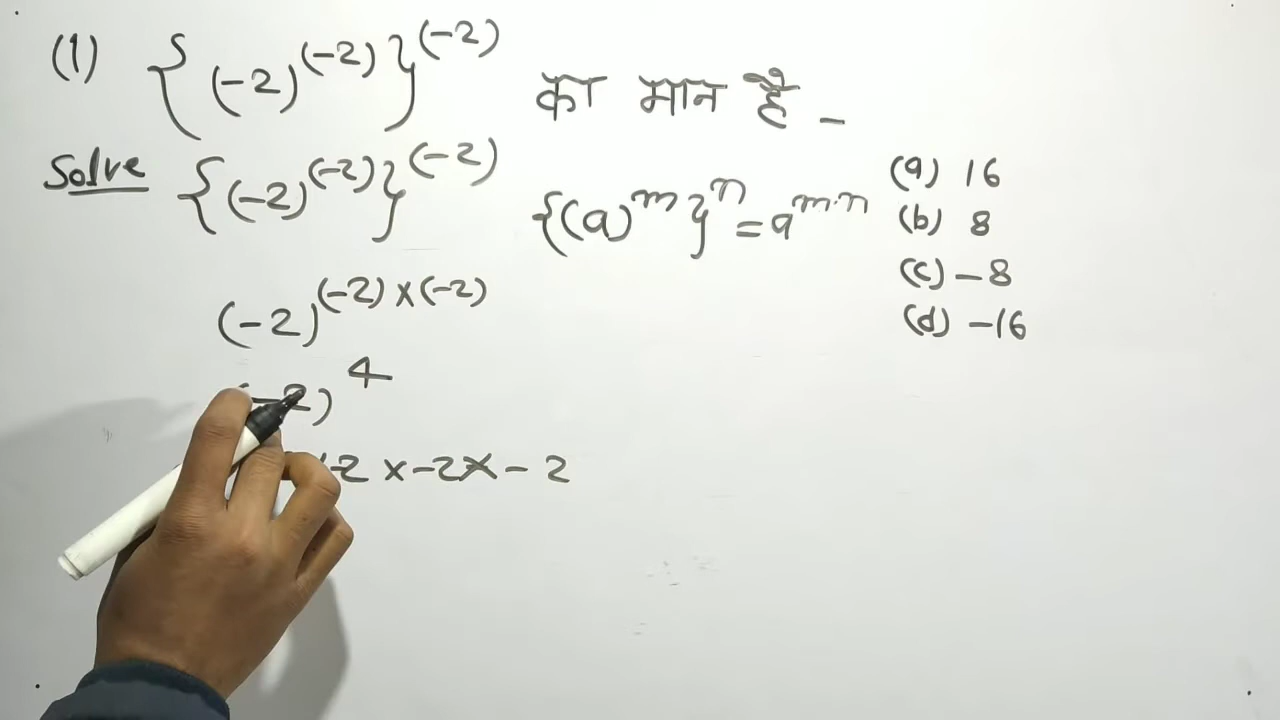 (1) {(-2)^(-2)}^(-2) का मान है -
Solve {(-2)^(-2)}^(-2)
{(a)^m}^n = a^m·n
(a) 16
(b) 8
(c) -8
(d) -16
(-2)^(-2)×(-2)
(-2)^4
-2 × -2 × - 2